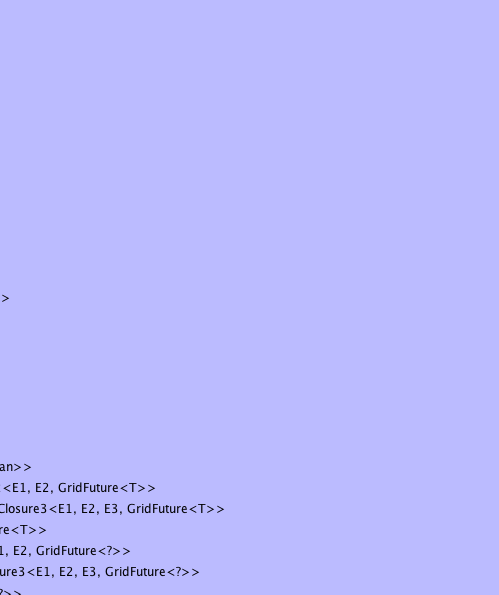 >
an>>
<E1, E2, GridFuture<T>>
Closure3<E1, E2, E3, GridFuture<T>>
re<T>>
1, E2, GridFuture<?>>
ure3<E1, E2, E3, GridFuture<?>>
?>>